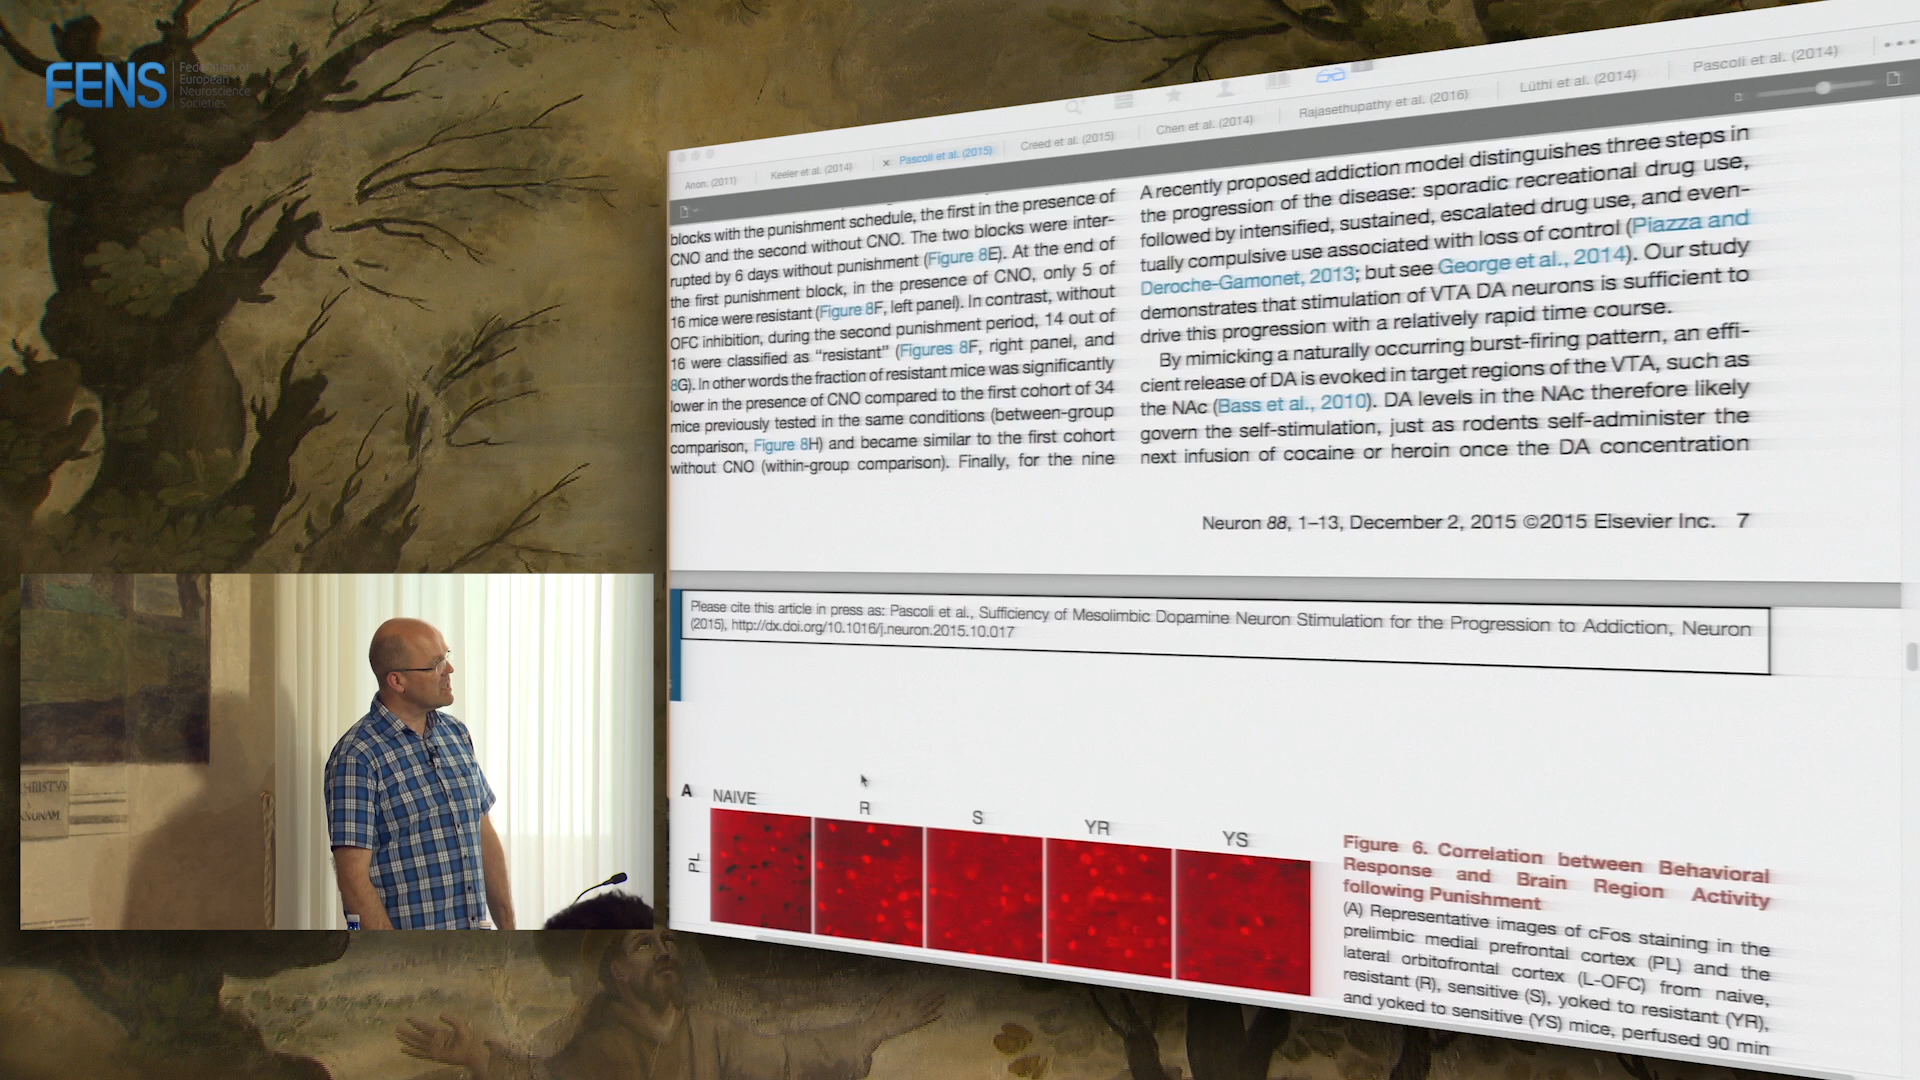 FENS
Federation of
European
Neuroscience
Societies
Anon. (2011)
Keeler et al. (2014)
× Pascoli et al. (2015)
Creed et al. (2015)
Chen et al. (2014)
Rajasethupathy et al. (2016)
Lüthi et al. (2014)
Pascoli et al. (2014)
blocks with the punishment schedule, the first in the presence of
CNO and the second without CNO. The two blocks were inter-
rupted by 6 days without punishment (Figure 8E). At the end of
the first punishment block, in the presence of CNO, only 5 of
16 mice were resistant (Figure 8F, left panel). In contrast, without
OFC inhibition, during the second punishment period, 14 out of
16 were classified as “resistant” (Figures 8F, right panel, and
8G). In other words the fraction of resistant mice was significantly
lower in the presence of CNO compared to the first cohort of 34
mice previously tested in the same conditions (between-group
comparison, Figure 8H) and became similar to the first cohort
without CNO (within-group comparison). Finally, for the nine
A recently proposed addiction model distinguishes three steps in
the progression of the disease: sporadic recreational drug use,
followed by intensified, sustained, escalated drug use, and even-
tually compulsive use associated with loss of control (Piazza and
Deroche-Gamonet, 2013; but see George et al., 2014). Our study
demonstrates that stimulation of VTA DA neurons is sufficient to
drive this progression with a relatively rapid time course.
By mimicking a naturally occurring burst-firing pattern, an effi-
cient release of DA is evoked in target regions of the VTA, such as
the NAc (Bass et al., 2010). DA levels in the NAc therefore likely
govern the self-stimulation, just as rodents self-administer the
next infusion of cocaine or heroin once the DA concentration
Neuron 88, 1–13, December 2, 2015 ©2015 Elsevier Inc. 7
Please cite this article in press as: Pascoli et al., Sufficiency of Mesolimbic Dopamine Neuron Stimulation for the Progression to Addiction, Neuron
(2015), http://dx.doi.org/10.1016/j.neuron.2015.10.017
A NAIVE R S YR YS
PL
Figure 6. Correlation between Behavioral
Response and Brain Region Activity
following Punishment
(A) Representative images of cFos staining in the
prelimbic medial prefrontal cortex (PL) and the
lateral orbitofrontal cortex (L-OFC) from naive,
resistant (R), sensitive (S), yoked to resistant (YR),
and yoked to sensitive (YS) mice, perfused 90 min